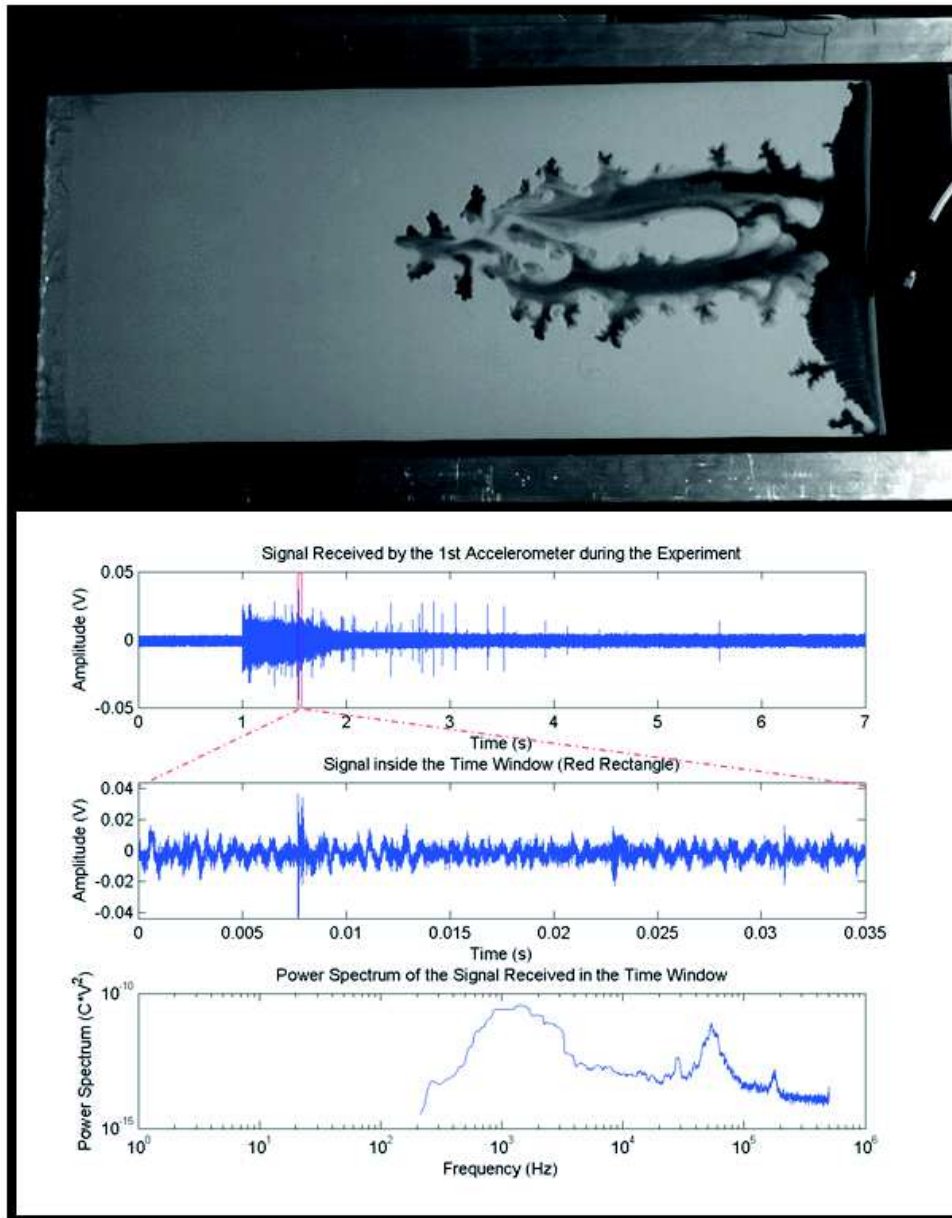 Signal Received by the 1st Accelerometer during the Experiment
Amplitude (V)
0.05
0
-0.05
0 1 2 3 4 5 6 7
Time (s)
Signal inside the Time Window (Red Rectangle)
Amplitude (V)
0.04
0.02
0
-0.02
-0.04
0 0.005 0.01 0.015 0.02 0.025 0.03 0.035
Time (s)
Power Spectrum of the Signal Received in the Time Window
Power Spectrum (C*V²)
10⁻¹⁰
10⁻¹⁵
10⁰ 10¹ 10² 10³ 10⁴ 10⁵ 10⁶
Frequency (Hz)